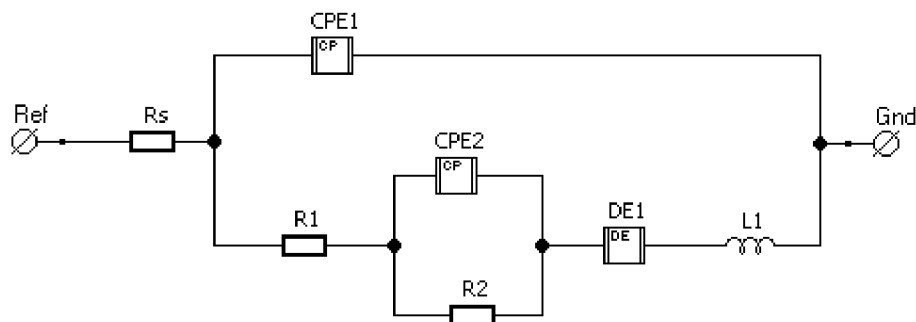 CPE1
CP
Ref
Rs
Gnd
CPE2
CP
R1
DE1
DE
L1
R2